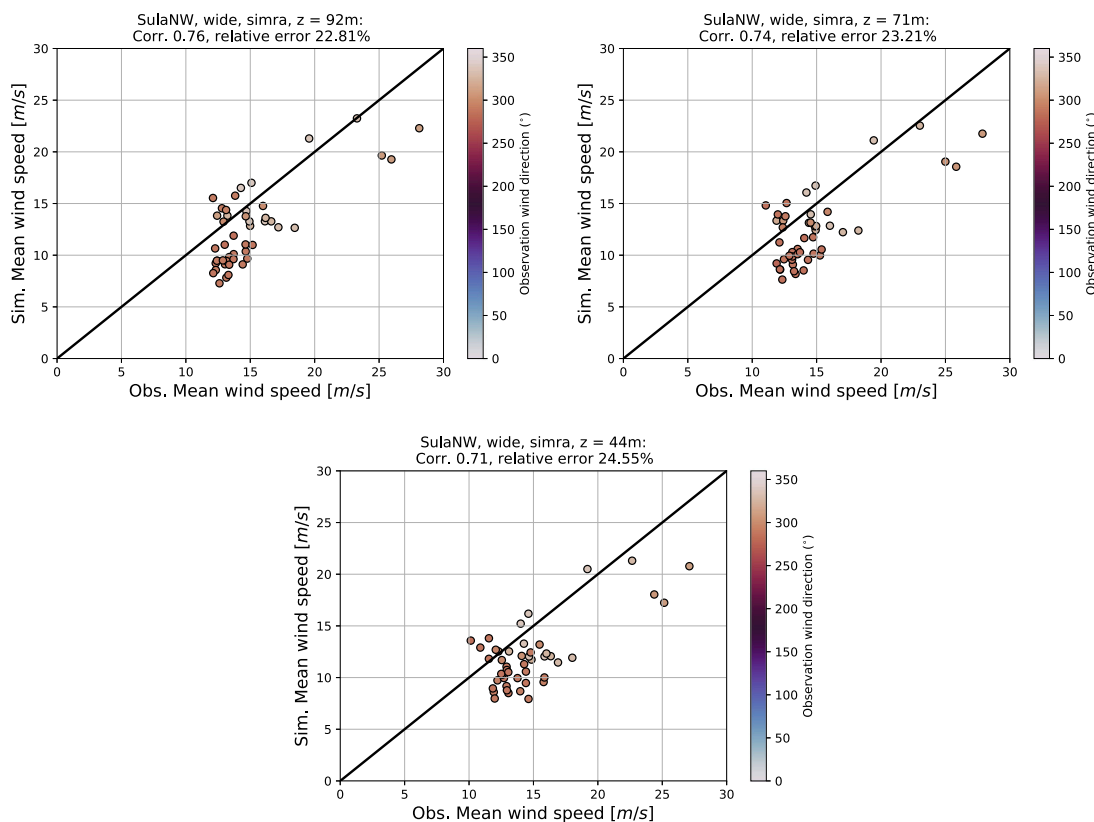 SulaNW, wide, simra, z = 92m:
Corr. 0.76, relative error 22.81%
30
25
20
15
10
5
0
0 5 10 15 20 25 30
Sim. Mean wind speed [m/s]
Obs. Mean wind speed [m/s]
350
300
250
200
150
100
50
0
Observation wind direction (°)
SulaNW, wide, simra, z = 71m:
Corr. 0.74, relative error 23.21%
30
25
20
15
10
5
0
0 5 10 15 20 25 30
Sim. Mean wind speed [m/s]
Obs. Mean wind speed [m/s]
350
300
250
200
150
100
50
0
Observation wind direction (°)
SulaNW, wide, simra, z = 44m:
Corr. 0.71, relative error 24.55%
30
25
20
15
10
5
0
0 5 10 15 20 25 30
Sim. Mean wind speed [m/s]
Obs. Mean wind speed [m/s]
350
300
250
200
150
100
50
0
Observation wind direction (°)